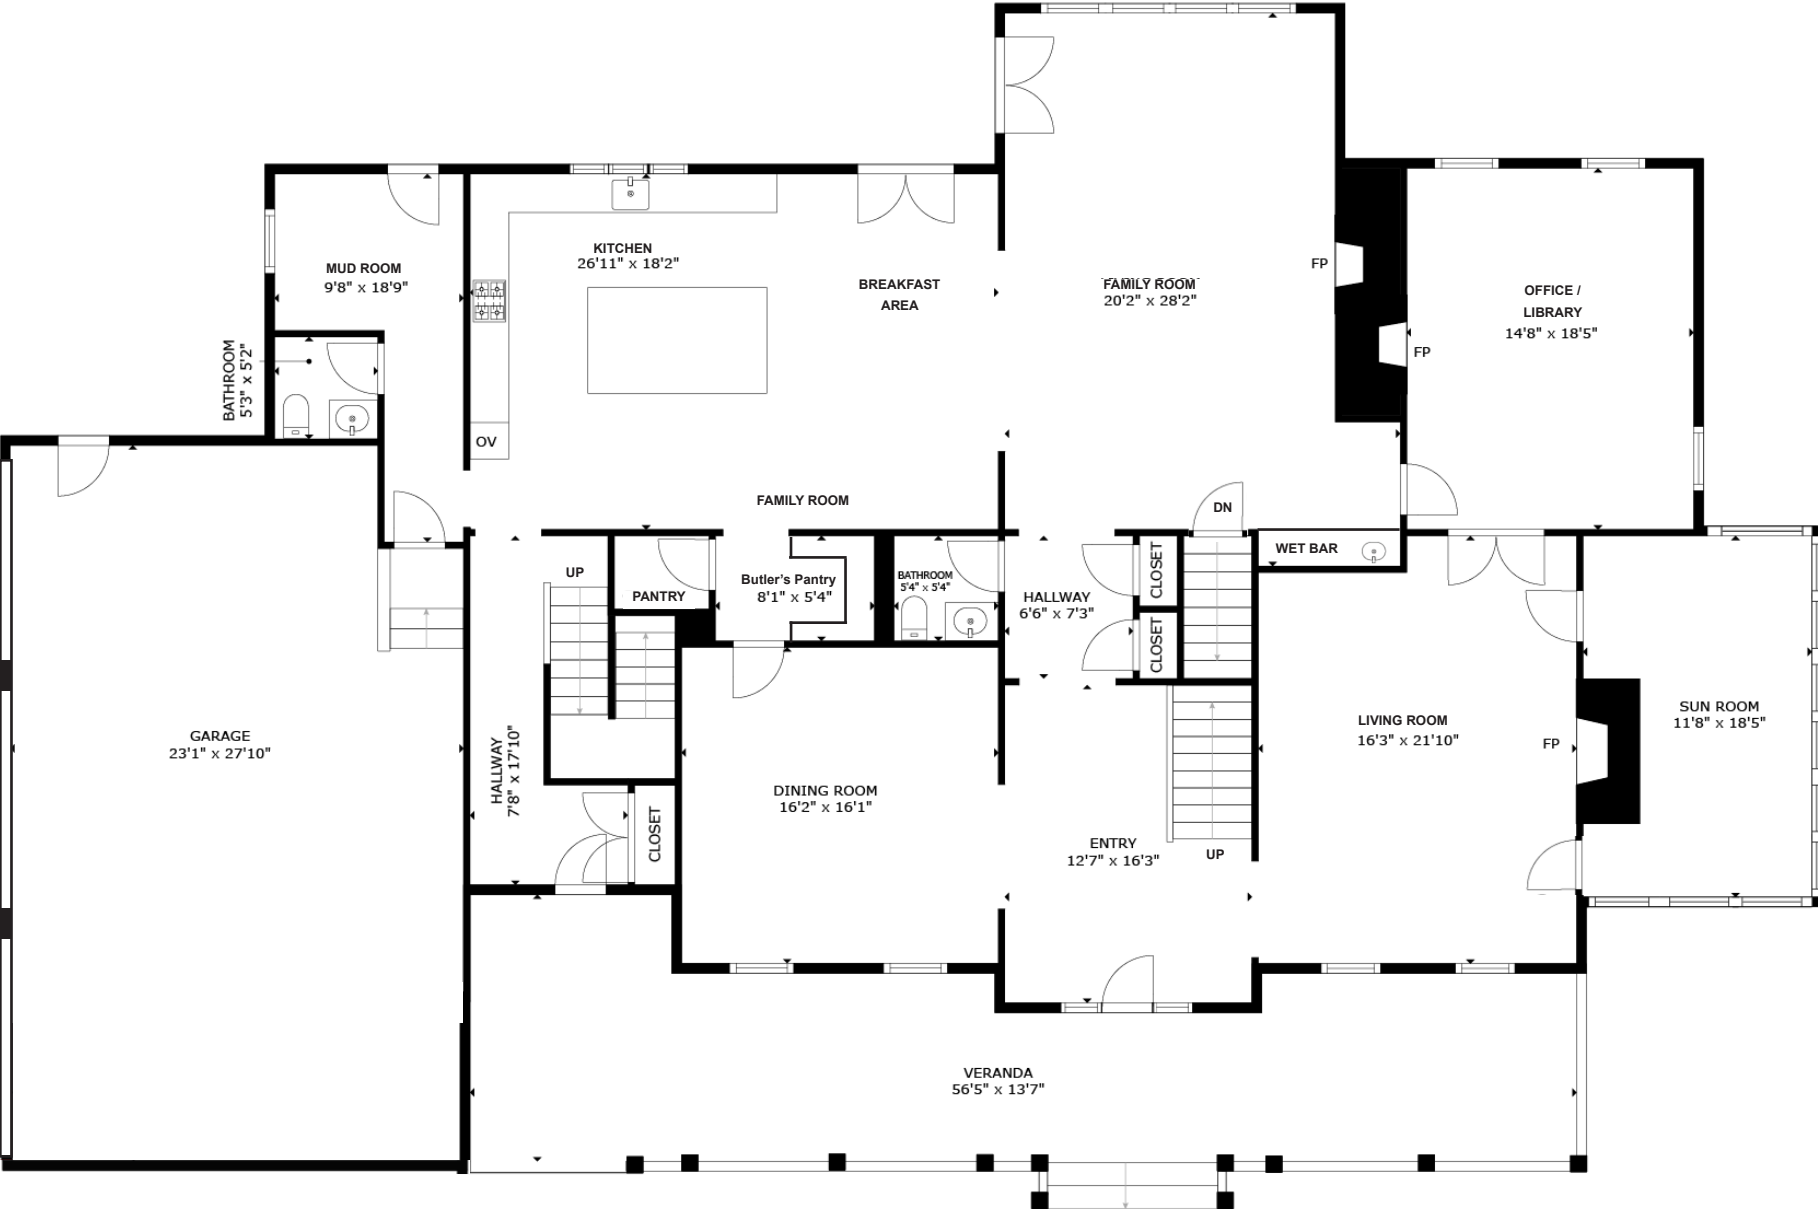 KITCHEN
26'11" x 18'2"
MUD ROOM
9'8" x 18'9"
BREAKFAST
AREA
FP
FAMILY ROOM
20'2" x 28'2"
OFFICE /
LIBRARY
14'8" x 18'5"
FP
BATHROOM
5'3" x 5'2"
OV
FAMILY ROOM
DN
WET BAR
UP
PANTRY
Butler's Pantry
8'1" x 5'4"
BATHROOM
5'4" x 5'4"
HALLWAY
6'6" x 7'3"
CLOSET
CLOSET
GARAGE
23'1" x 27'10"
HALLWAY
7'8" x 17'10"
CLOSET
DINING ROOM
16'2" x 16'1"
ENTRY
12'7" x 16'3"
UP
LIVING ROOM
16'3" x 21'10"
FP
SUN ROOM
11'8" x 18'5"
VERANDA
56'5" x 13'7"